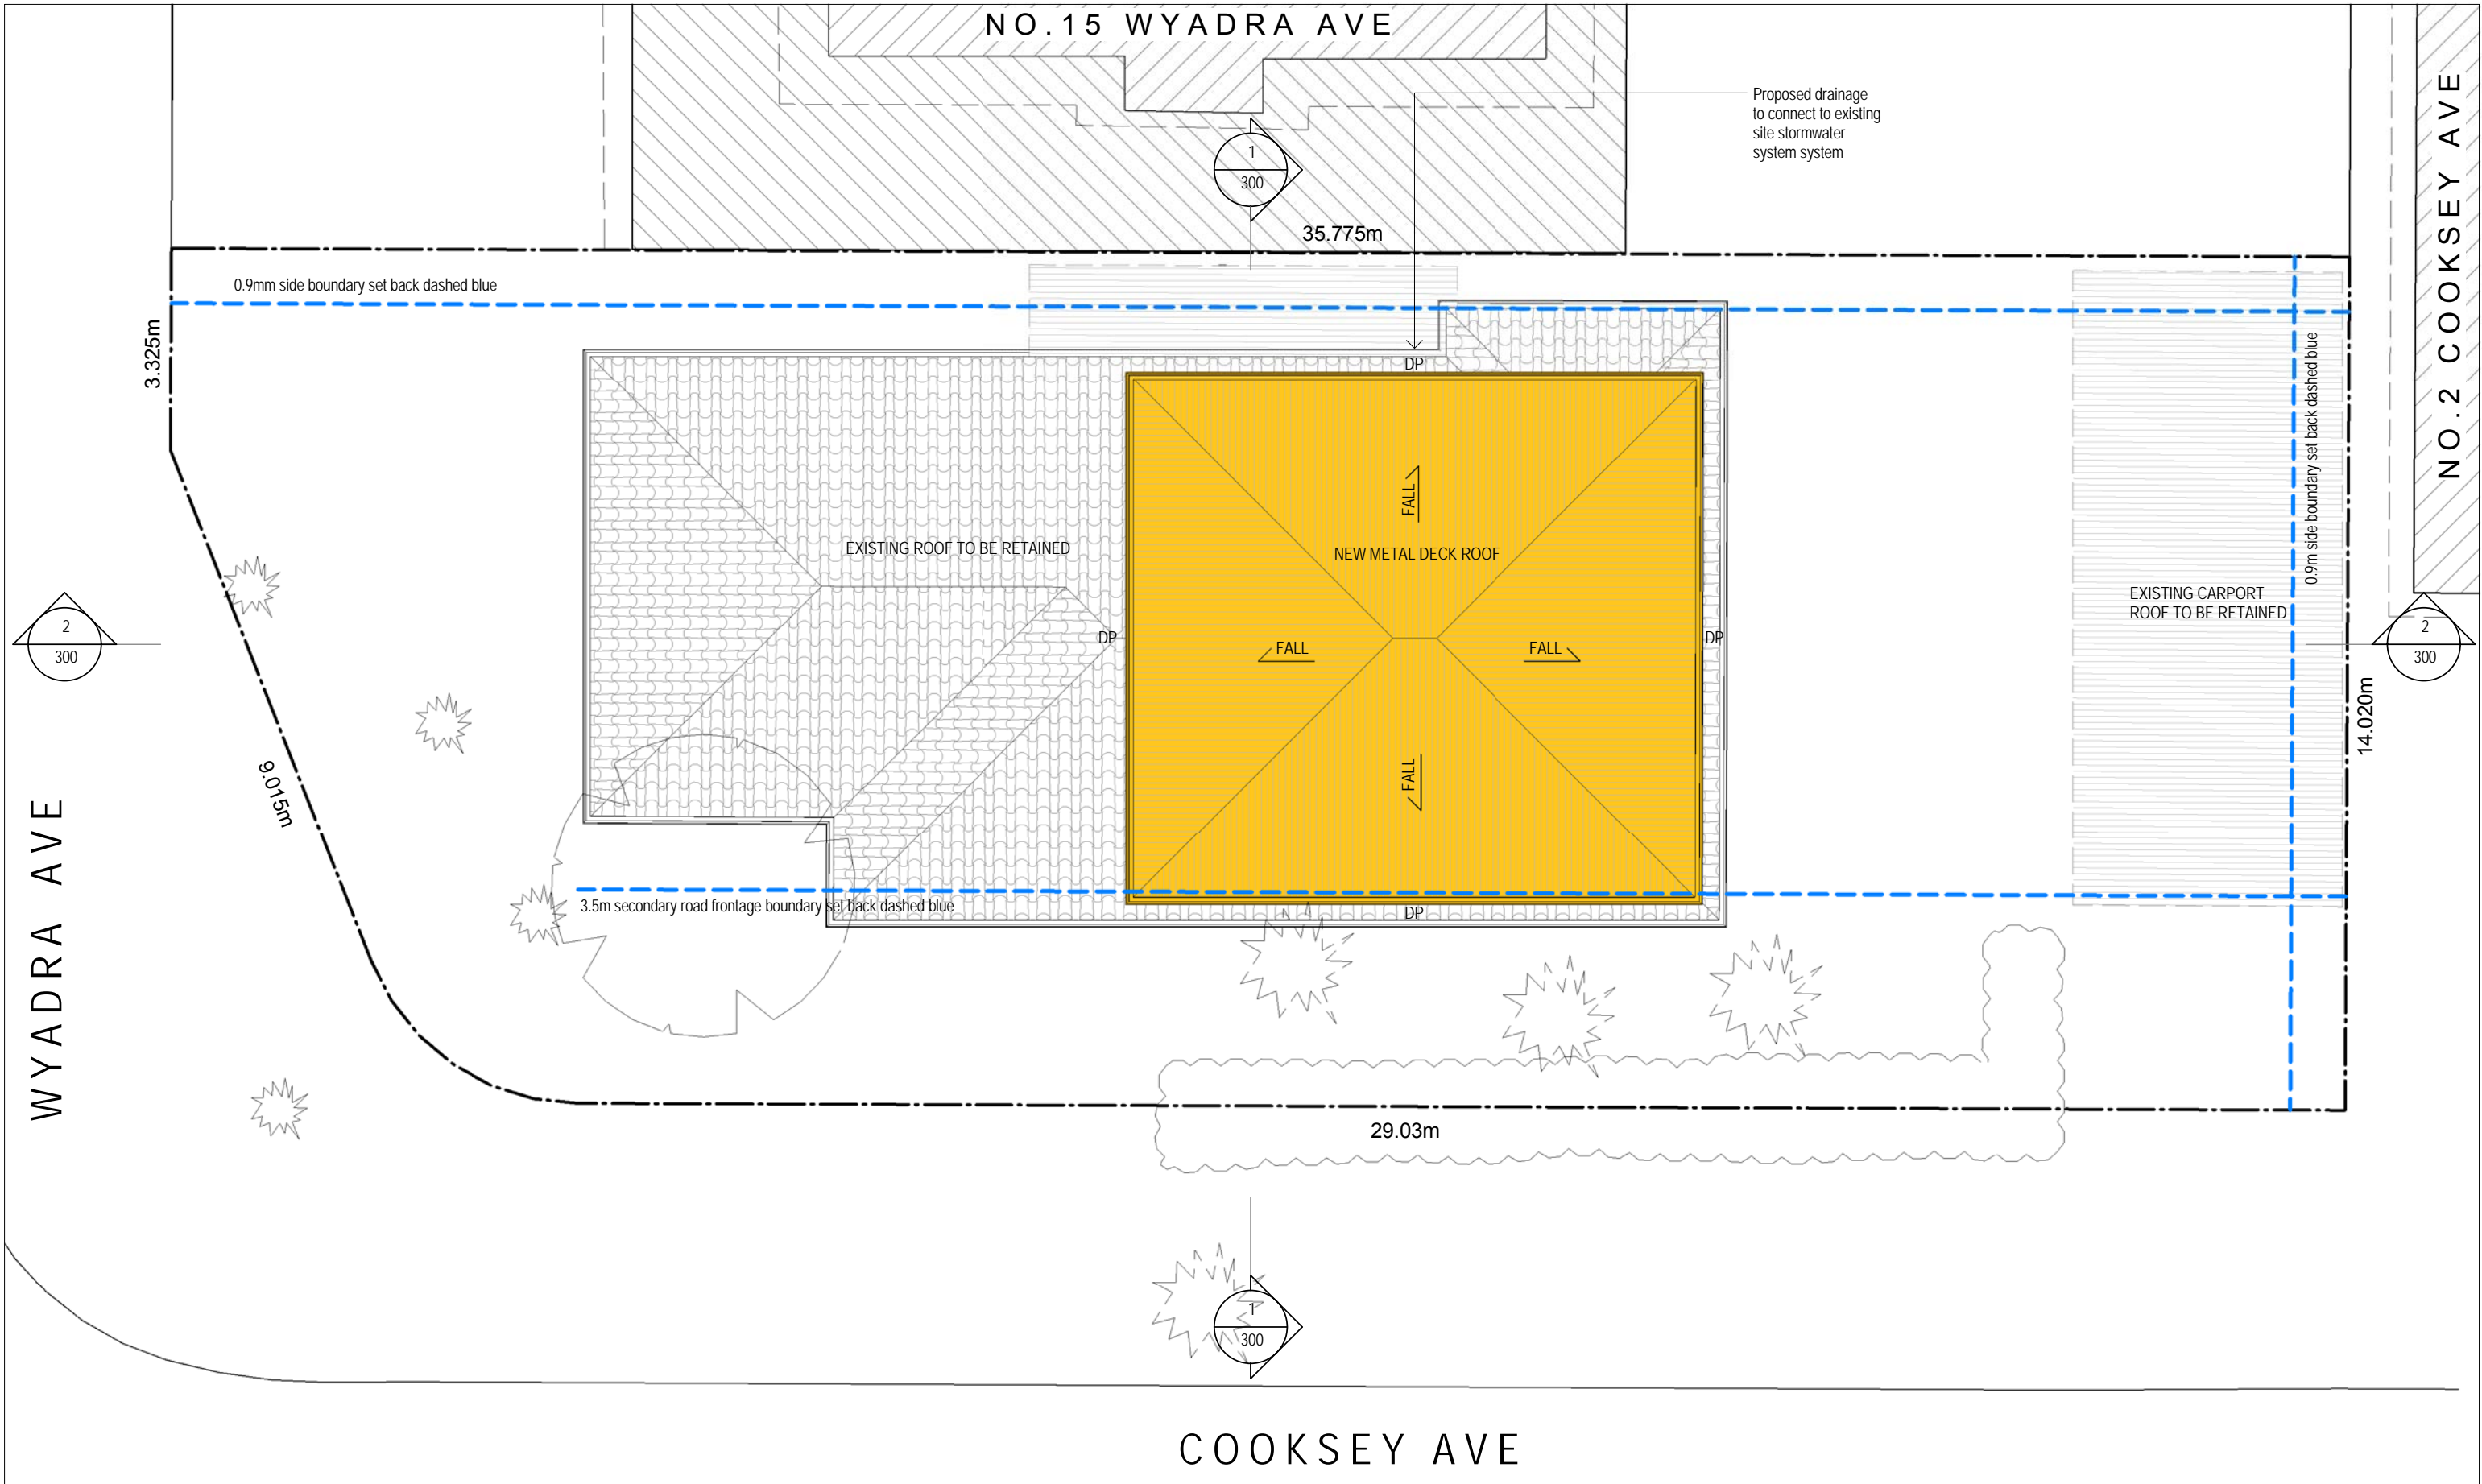 NO.15 WYADRA AVE
Proposed drainage
to connect to existing
site stormwater
system system
1
300
35.775m
0.9mm side boundary set back dashed blue
3.325m
DP
NO.2 COOKSEY AVE
0.9m side boundary set back dashed blue
FALL
EXISTING ROOF TO BE RETAINED
NEW METAL DECK ROOF
EXISTING CARPORT
ROOF TO BE RETAINED
2
300
DP
FALL
FALL
DP
2
300
14.020m
9.015m
FALL
WYADRA AVE
3.5m secondary road frontage boundary set back dashed blue
DP
29.03m
1
300
COOKSEY AVE